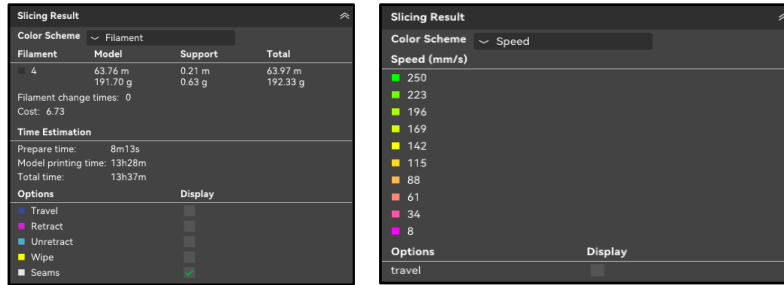 Slicing Result
Color Scheme Filament
Filament Model Support Total
4 63.76 m 0.21 m 63.97 m
191.70 g 0.63 g 192.33 g
Filament change times: 0
Cost: 6.73
Time Estimation
Prepare time: 8m13s
Model printing time: 13h28m
Total time: 13h37m
Options Display
Travel
Retract
Unretract
Wipe
Seams
Slicing Result
Color Scheme Speed
Speed (mm/s)
250
223
196
169
142
115
88
61
34
8
Options Display
travel